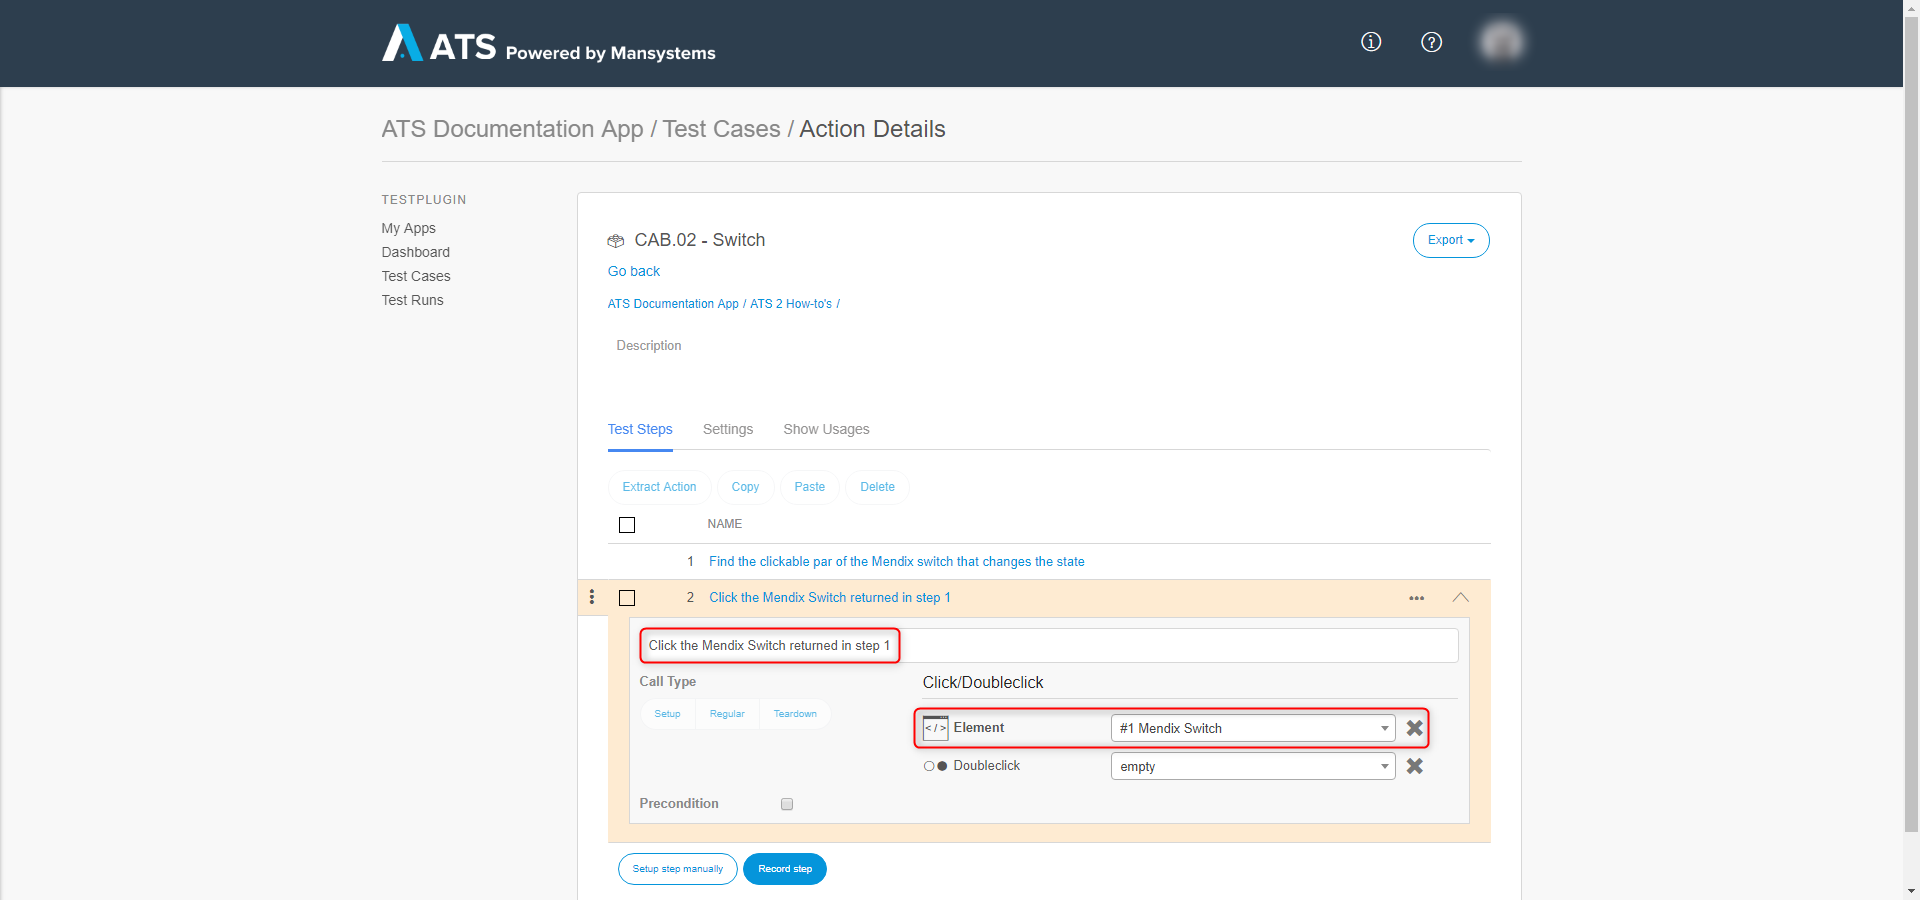 ATS Powered by Mansystems
ATS Documentation App / Test Cases / Action Details
TESTPLUGIN
My Apps
Dashboard
Test Cases
Test Runs
CAB.02 - Switch
Export
Go back
ATS Documentation App / ATS 2 How-to's /
Description
Test Steps Settings Show Usages
Extract Action Copy Paste Delete
NAME
1 Find the clickable par of the Mendix switch that changes the state
2 Click the Mendix Switch returned in step 1
Click the Mendix Switch returned in step 1
Call Type
Click/Doubleclick
Setup Regular Teardown
</> Element #1 Mendix Switch
Doubleclick empty
Precondition
Setup step manually Record step